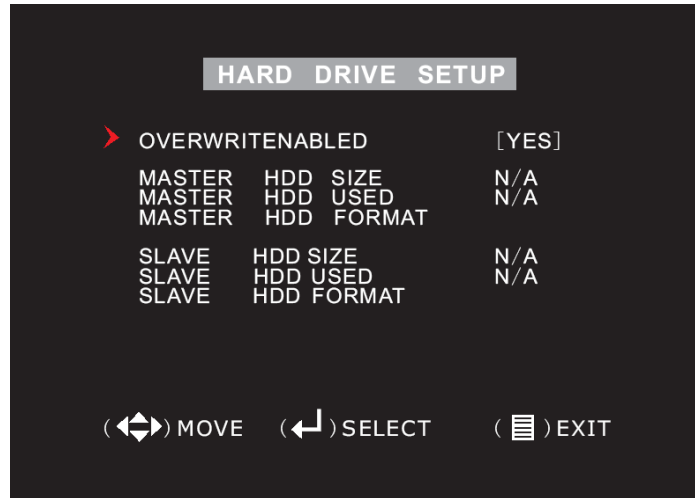 HARD DRIVE SETUP
OVERWRITENABLED [YES]
MASTER HDD SIZE N/A
MASTER HDD USED N/A
MASTER HDD FORMAT
SLAVE HDD SIZE N/A
SLAVE HDD USED N/A
SLAVE HDD FORMAT
( ) MOVE ( ) SELECT ( ) EXIT